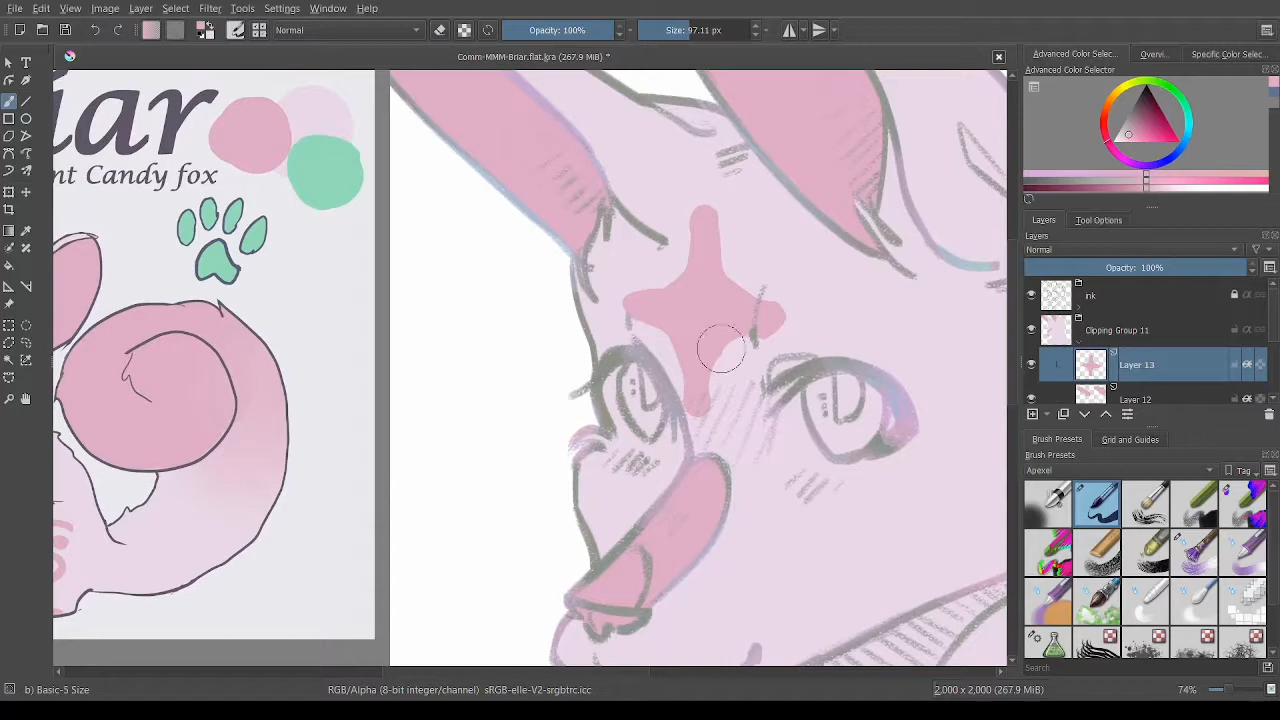 File Edit View Image Layer Select Filter Tools Settings Window Help
Normal Opacity: 100% Size: 97.11 px
Comm-MMM-Briar.flat.kra (267.9 MiB) *
Advanced Color Selec... Overvi... Specific Color Selec...
Advanced Color Selector
iar
nt Candy fox
Layers Tool Options
Layers
Normal
Opacity: 100%
ink
Clipping Group 11
Layer 13
Layer 12
Brush Presets Grid and Guides
Brush Presets
Apexel Tag
Search
b) Basic-5 Size RGB/Alpha (8-bit integer/channel) sRGB-elle-V2-srgbtrc.icc 2,000 x 2,000 (267.9 MiB) 74%